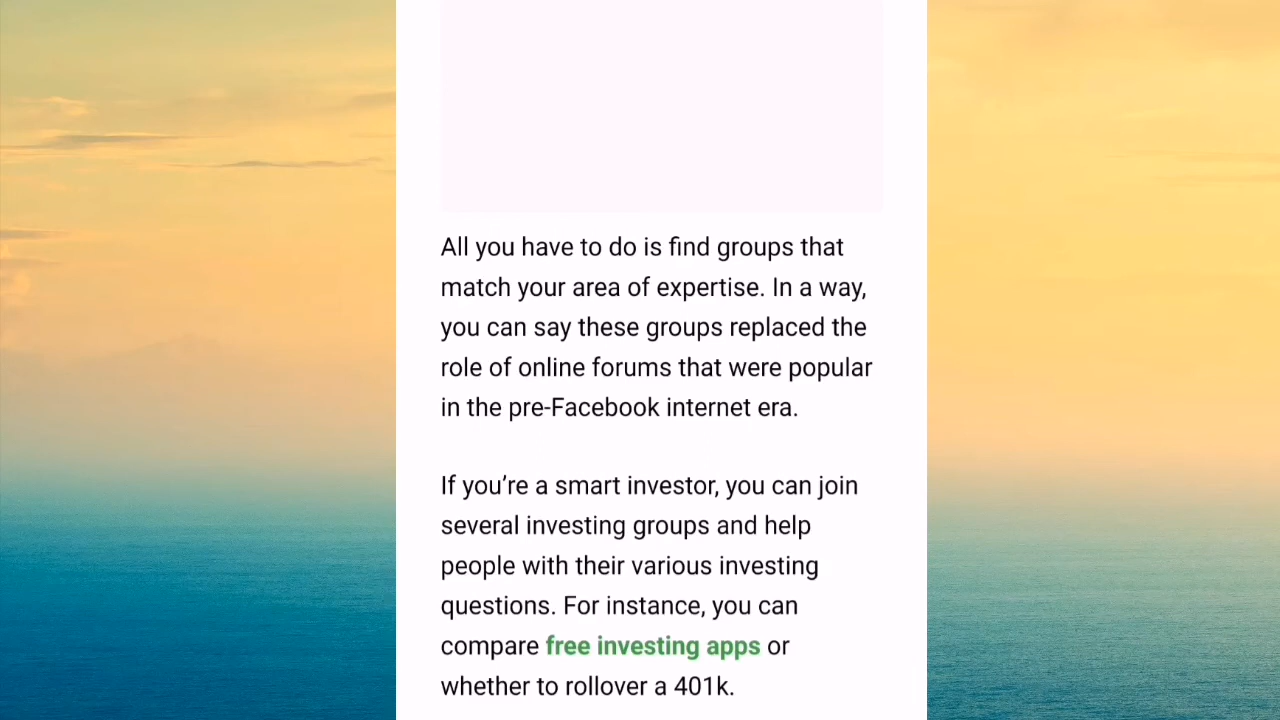 All you have to do is find groups that
match your area of expertise. In a way,
you can say these groups replaced the
role of online forums that were popular
in the pre-Facebook internet era.
If you’re a smart investor, you can join
several investing groups and help
people with their various investing
questions. For instance, you can
compare free investing apps or
whether to rollover a 401k.